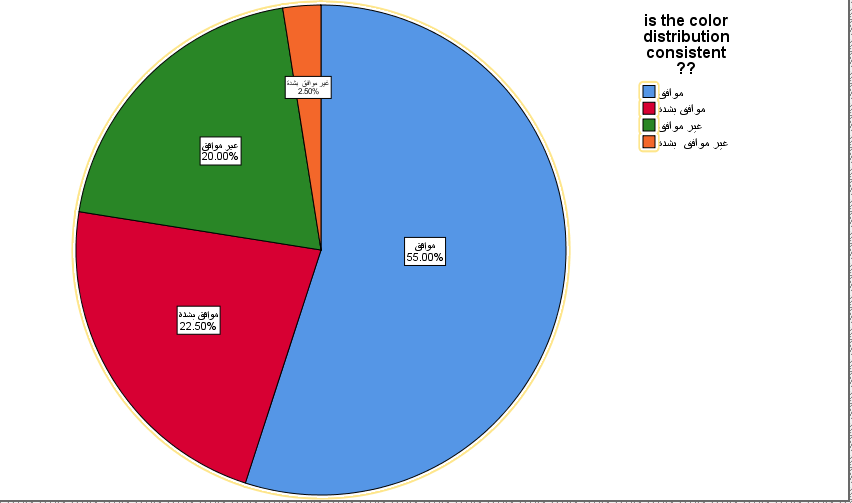 is the color
distribution
consistent
??
موافق
موافق بشدة
غير موافق
غير موافق بشدة
غير موافق بشدة
2.50%
غير موافق
20.00%
موافق
55.00%
موافق بشدة
22.50%